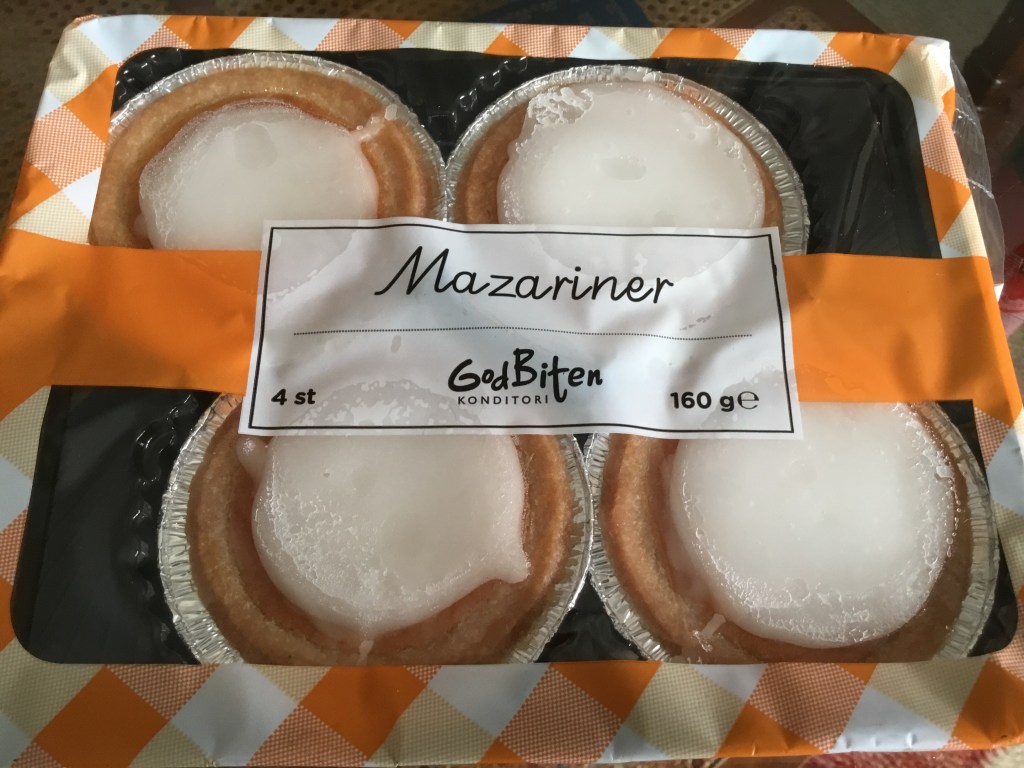 Mazariner
GodBiten
KONDITORI
4 st
160 g℮